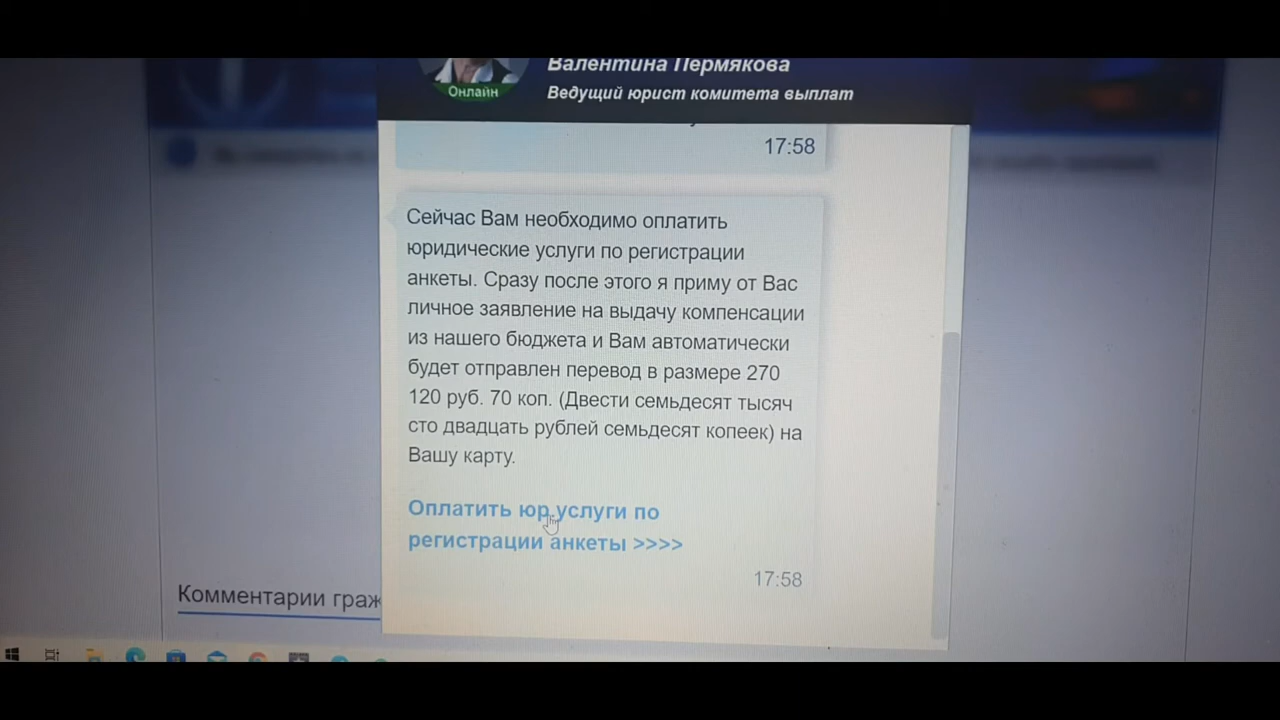 Валентина Пермякова
Онлайн
Ведущий юрист комитета выплат
17:58
Сейчас Вам необходимо оплатить
юридические услуги по регистрации
анкеты. Сразу после этого я приму от Вас
личное заявление на выдачу компенсации
из нашего бюджета и Вам автоматически
будет отправлен перевод в размере 270
120 руб. 70 коп. (Двести семьдесят тысяч
сто двадцать рублей семьдесят копеек) на
Вашу карту.
Оплатить юр.услуги по
регистрации анкеты >>>>
17:58
Комментарии граж